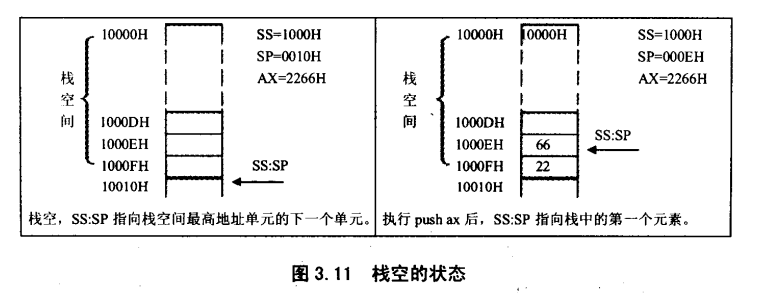 10000H
SS=1000H
SP=0010H
AX=2266H
栈
空
间
1000DH
1000EH
1000FH
10010H
SS:SP
栈空，SS:SP 指向栈空间最高地址单元的下一个单元。
10000H
10000H
SS=1000H
SP=000EH
AX=2266H
栈
空
间
1000DH
1000EH
66
1000FH
22
10010H
SS:SP
执行 push ax 后，SS:SP 指向栈中的第一个元素。
图 3.11 栈空的状态